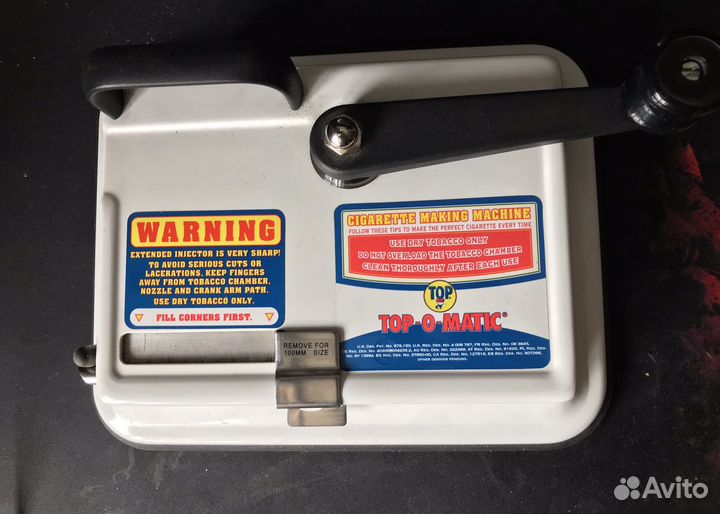 WARNING
EXTENDED INJECTOR IS VERY SHARP!
TO AVOID SERIOUS CUTS OR
LACERATIONS, KEEP FINGERS
AWAY FROM TOBACCO CHAMBER,
NOZZLE AND CRANK ARM PATH.
USE DRY TOBACCO ONLY.
FILL CORNERS FIRST.
CIGARETTE MAKING MACHINE
FOLLOW THESE TIPS TO MAKE THE PERFECT CIGARETTE EVERY TIME
USE DRY TOBACCO ONLY
DO NOT OVERLOAD THE TOBACCO CHAMBER
CLEAN THOROUGHLY AFTER EACH USE
TOP
TOP-O-MATIC®
REMOVE FOR
100MM SIZE
OTHER DESIGNS PENDING.
Avito